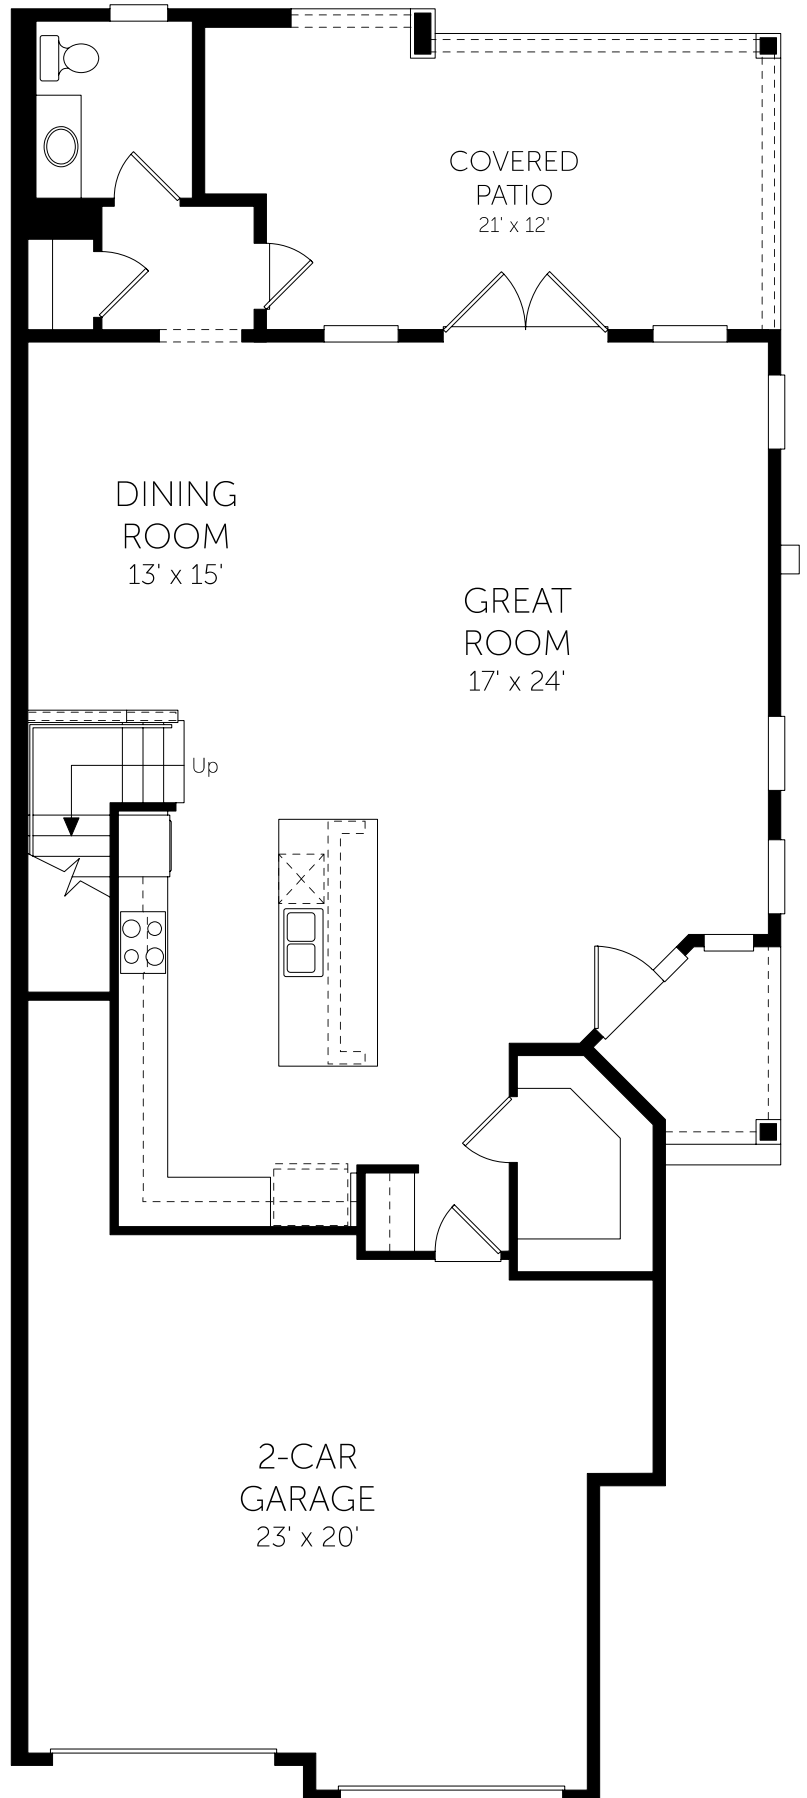 COVERED
PATIO
21' x 12'
DINING
ROOM
13' x 15'
GREAT
ROOM
17' x 24'
Up
2-CAR
GARAGE
23' x 20'